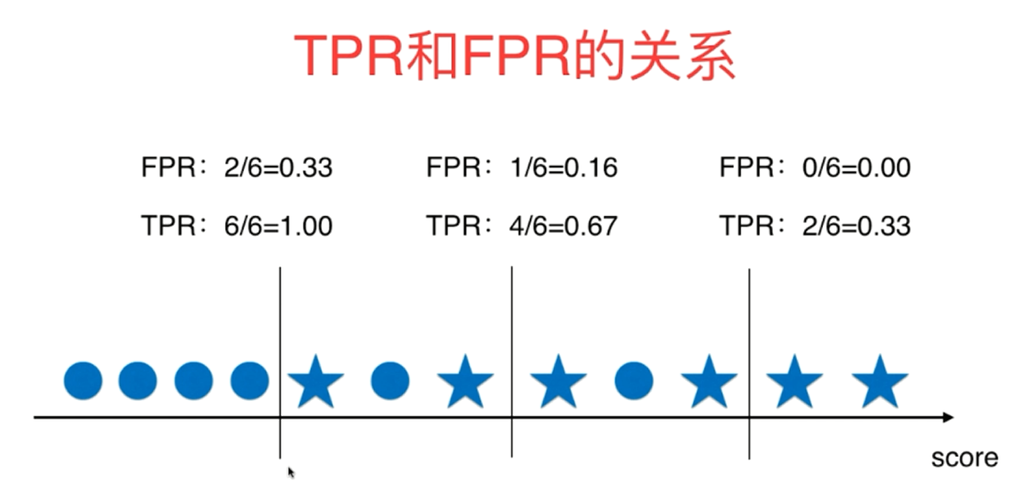 TPR和FPR的关系
FPR：2/6=0.33
FPR：1/6=0.16
FPR：0/6=0.00
TPR：6/6=1.00
TPR：4/6=0.67
TPR：2/6=0.33
score